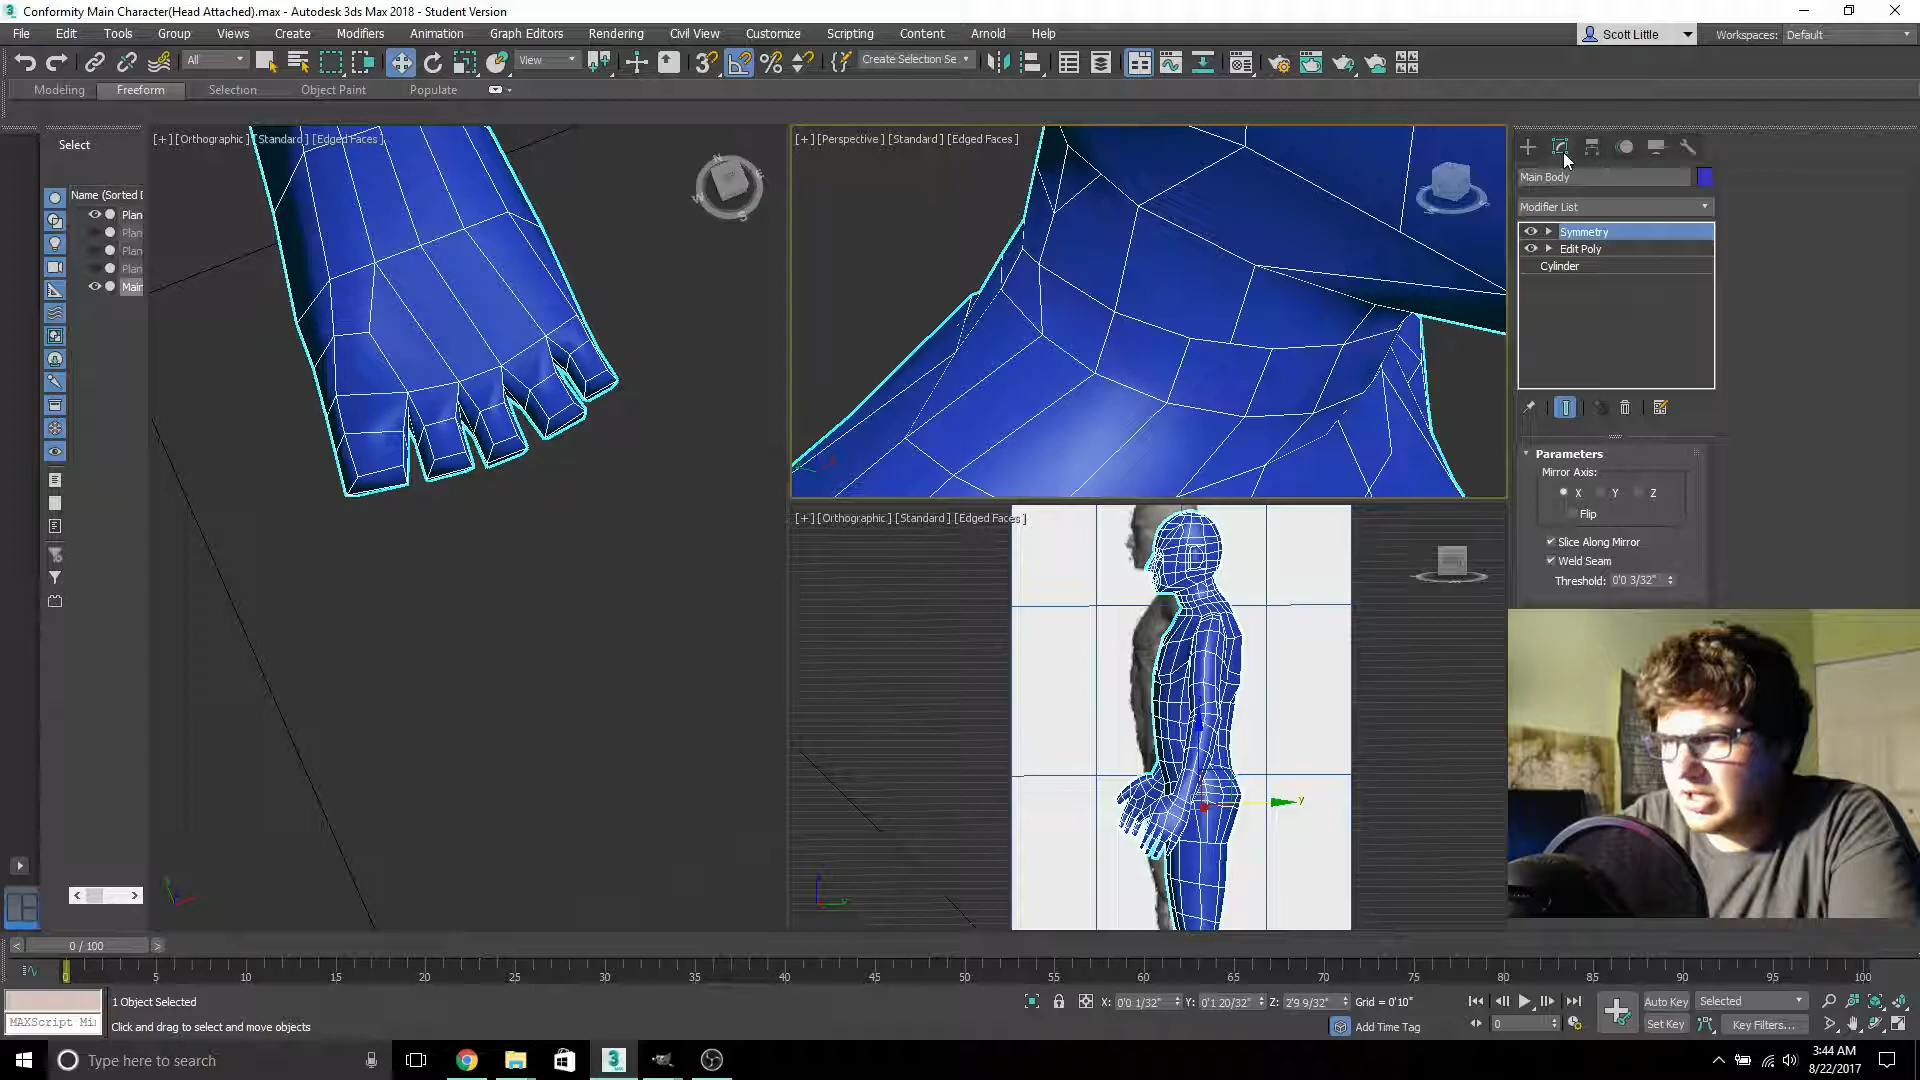 Conformity Main Character(Head Attached).max - Autodesk 3ds Max 2018 - Student Version
File Edit Tools Group Views Create Modifiers Animation Graph Editors Rendering Civil View Customize Scripting Content Arnold Help
Scott Little
Workspaces: Default
All
View
Create Selection Se
Modeling Freeform Selection Object Paint Populate
Select
Name (Sorted D
Plan
Plan
Plan
Plan
Main
[+] [Orthographic] [Standard] [Edged Faces]
[+] [Perspective] [Standard] [Edged Faces]
[+] [Orthographic] [Standard] [Edged Faces]
y
Main Body
Modifier List
Symmetry
Edit Poly
Cylinder
Parameters
Mirror Axis:
X Y Z
Flip
Slice Along Mirror
Weld Seam
Threshold: 0'0 3/32"
< 0 / 100 >
0 5 10 15 20 25 30 35 40 45 50 55 60 65 70 75 80 85 90 95 100
1 Object Selected
X: 0'0 1/32" Y: 0'1 20/32" Z: 2'9 9/32" Grid = 0'10"
Auto Key Selected
MAXScript Mi
Click and drag to select and move objects
Add Time Tag
0
Set Key
Key Filters...
Type here to search
3:44 AM
8/22/2017